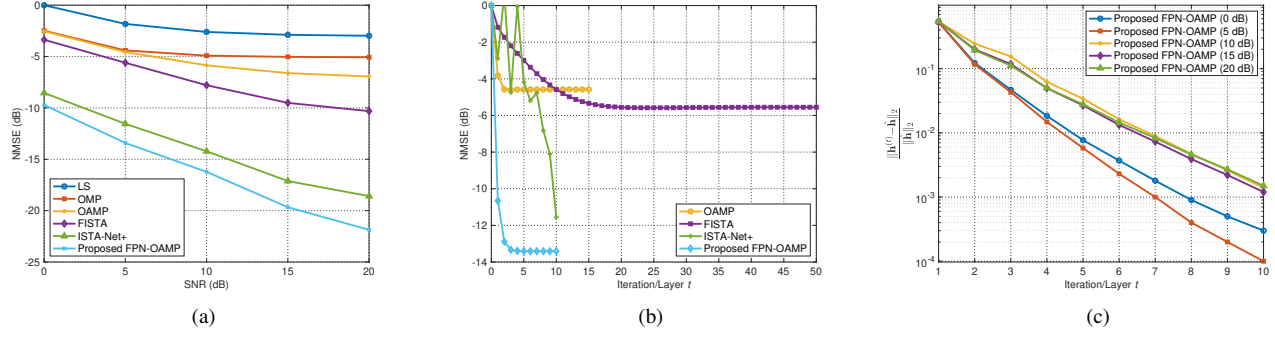 0
-5
-10
-15
-20
-25
NMSE (dB)
LS
OMP
OAMP
FISTA
ISTA-Net+
Proposed FPN-OAMP
0 5 10 15 20
SNR (dB)
(a)
0
-2
-4
-6
-8
-10
-12
-14
NMSE (dB)
OAMP
FISTA
ISTA-Net+
Proposed FPN-OAMP
0 5 10 15 20 25 30 35 40 45 50
Iteration/Layer t
(b)
Proposed FPN-OAMP (0 dB)
Proposed FPN-OAMP (5 dB)
Proposed FPN-OAMP (10 dB)
Proposed FPN-OAMP (15 dB)
Proposed FPN-OAMP (20 dB)
10^-1
10^-2
10^-3
10^-4
1 2 3 4 5 6 7 8 9 10
Iteration/Layer t
(c)